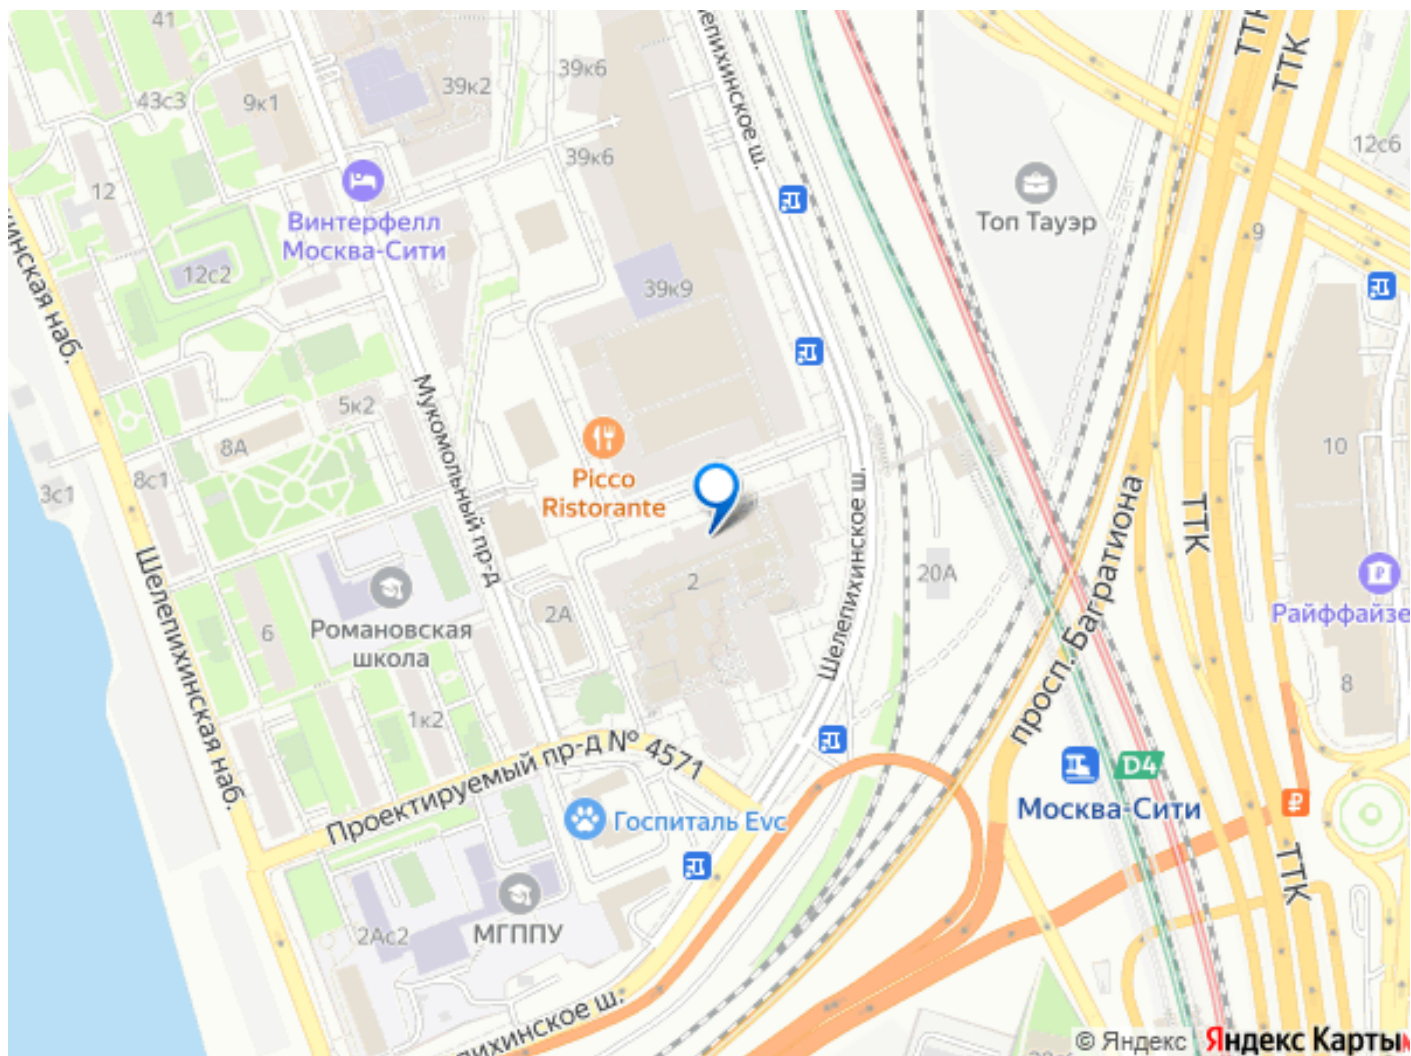 41
43с3
9к1
39к2
39к6
39к6
Шелепихинское ш.
ТТК
ТТК
12с6
12
Винтерфелл
Москва-Сити
Топ Тауэр
9
12с2
39к9
инская наб.
Мукомольный пр-д
5к2
8А
8с1
3с1
Picco
Ristorante
10
просп. Багратиона
ТТК
Шелепихинская наб.
Романовская
школа
6
2А
2
Шелепихинское ш.
20А
Райффайзе
8
1к2
Проектируемый пр-д № 4571
D4
Москва-Сити
Госпиталь Evc
₽
ТТК
2Ас2
МГППУ
пихинское ш.
© Яндекс Яндекс Карты